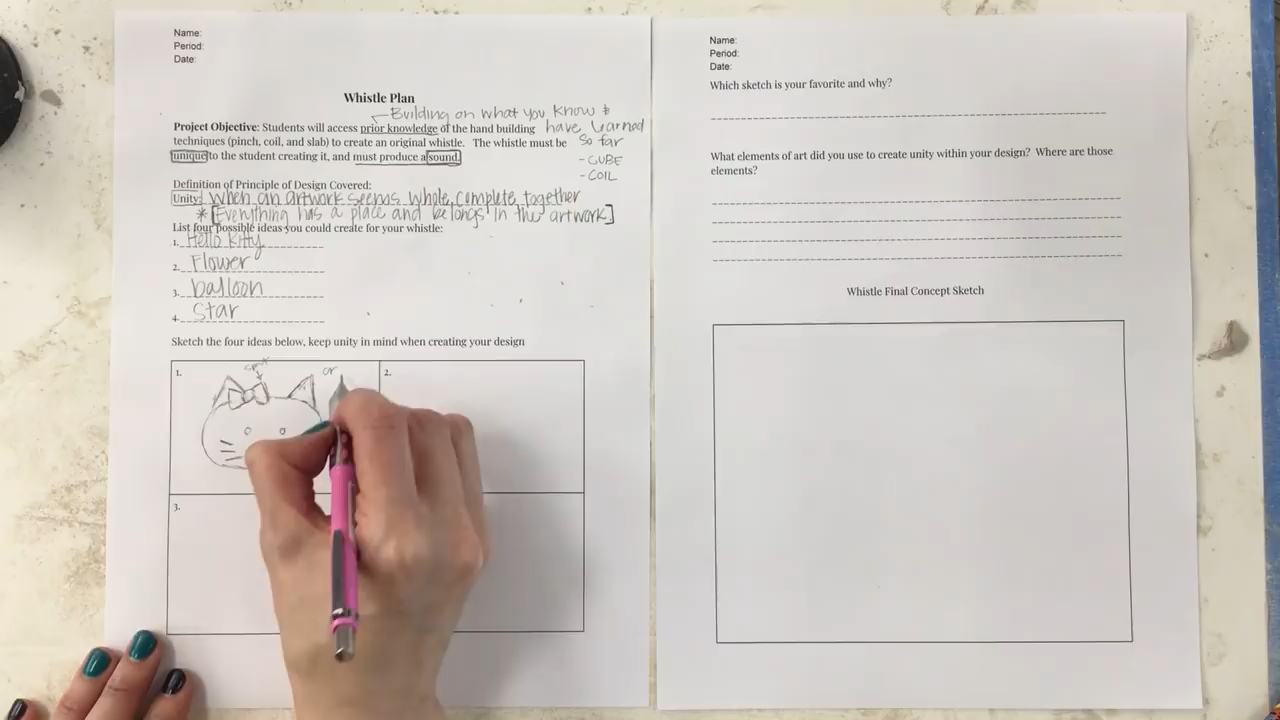 Name:
Period:
Date:
Whistle Plan
Building on what you know &
have learned
so far
- CUBE
- COIL
Project Objective: Students will access prior knowledge of the hand building
techniques (pinch, coil, and slab) to create an original whistle. The whistle must be
unique to the student creating it, and must produce a sound.
Definition of Principle of Design Covered:
Unity: When an artwork seems whole, complete, together
* [Everything has a place and belongs in the artwork]
List four possible ideas you could create for your whistle:
1. Hello Kitty
2. Flower
3. balloon
4. Star
Sketch the four ideas below, keep unity in mind when creating your design
1.
or
2.
3.
Name:
Period:
Date:
Which sketch is your favorite and why?
What elements of art did you use to create unity within your design? Where are those
elements?
Whistle Final Concept Sketch